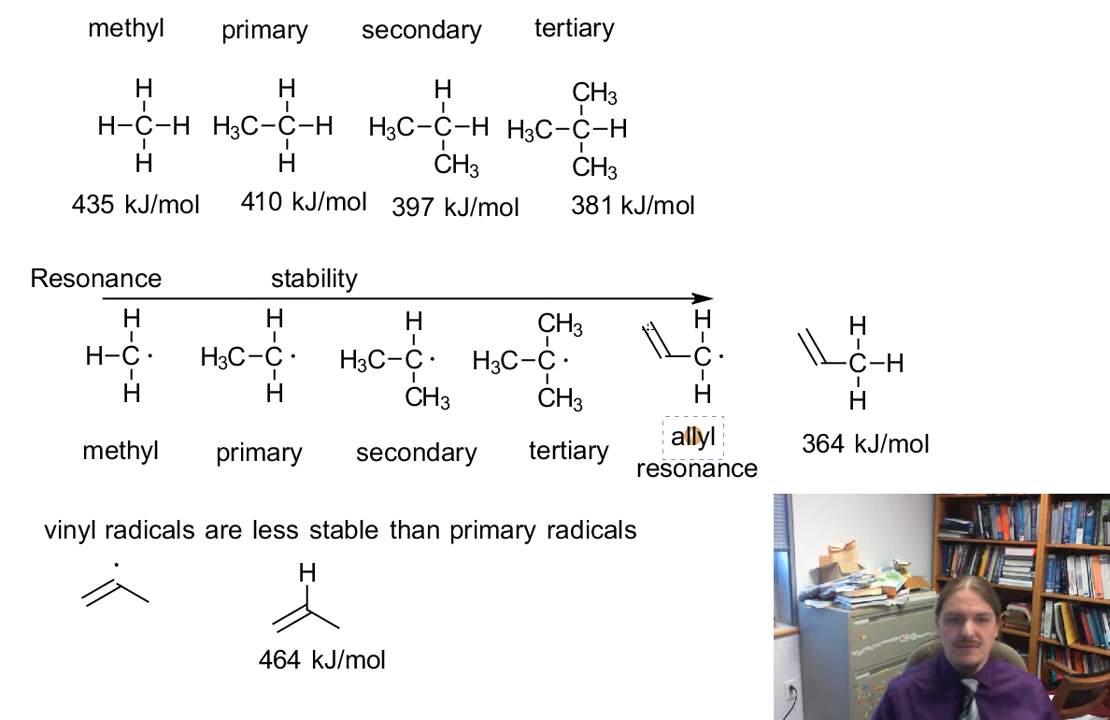 methyl primary secondary tertiary
H H H CH3
H–C–H H3C–C–H H3C–C–H H3C–C–H
H H CH3 CH3
435 kJ/mol 410 kJ/mol 397 kJ/mol 381 kJ/mol
Resonance stability
H H H CH3 H H
H–C· H3C–C· H3C–C· H3C–C· C· C–H
H H CH3 CH3 H H
methyl primary secondary tertiary allyl 364 kJ/mol
resonance
vinyl radicals are less stable than primary radicals
H
464 kJ/mol